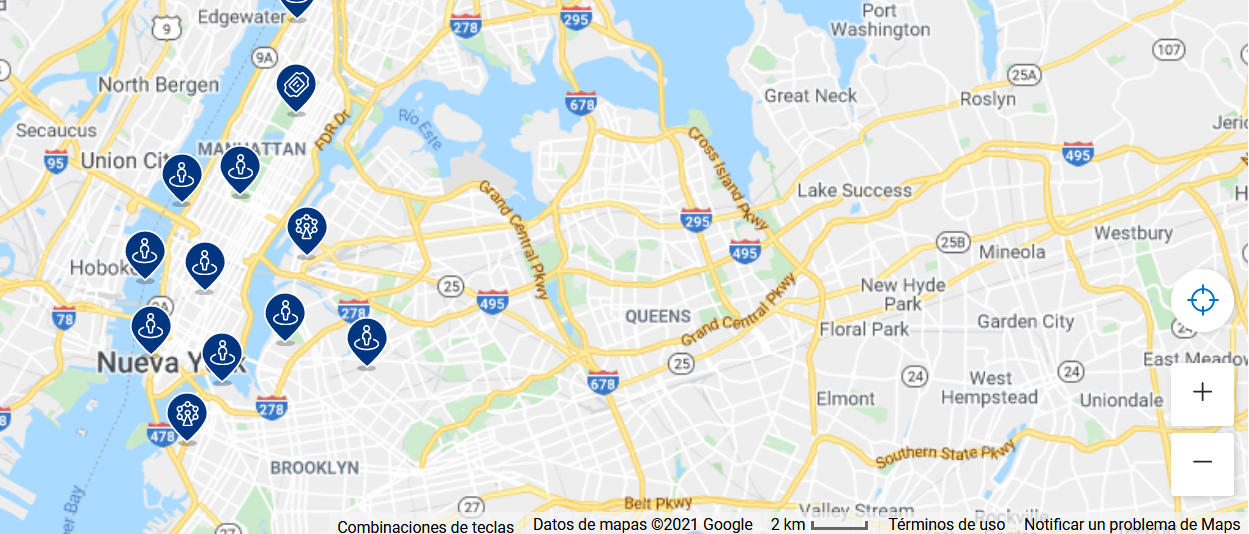 Edgewater
9
278
295
Port
Washington
9A
107
25A
North Bergen
Great Neck
Roslyn
678
FDR Dr
Río Este
Secaucus
MANHATTAN
Cross Island Pkwy
95
Union City
495
Grand Central Pkwy
Lake Success
295
25B
Westbury
495
Mineola
Hoboken
25
495
New Hyde
Park
78
278
QUEENS
Grand Central Pkwy
Floral Park
Garden City
24
Nueva York
25
East Meadow
678
24
West
Hempstead
24
Elmont
Uniondale
278
478
Southern State Pkwy
BROOKLYN
27
Belt Pkwy
Valley Stream
Rockville
Combinaciones de teclas
Datos de mapas ©2021 Google
2 km
Términos de uso
Notificar un problema de Maps